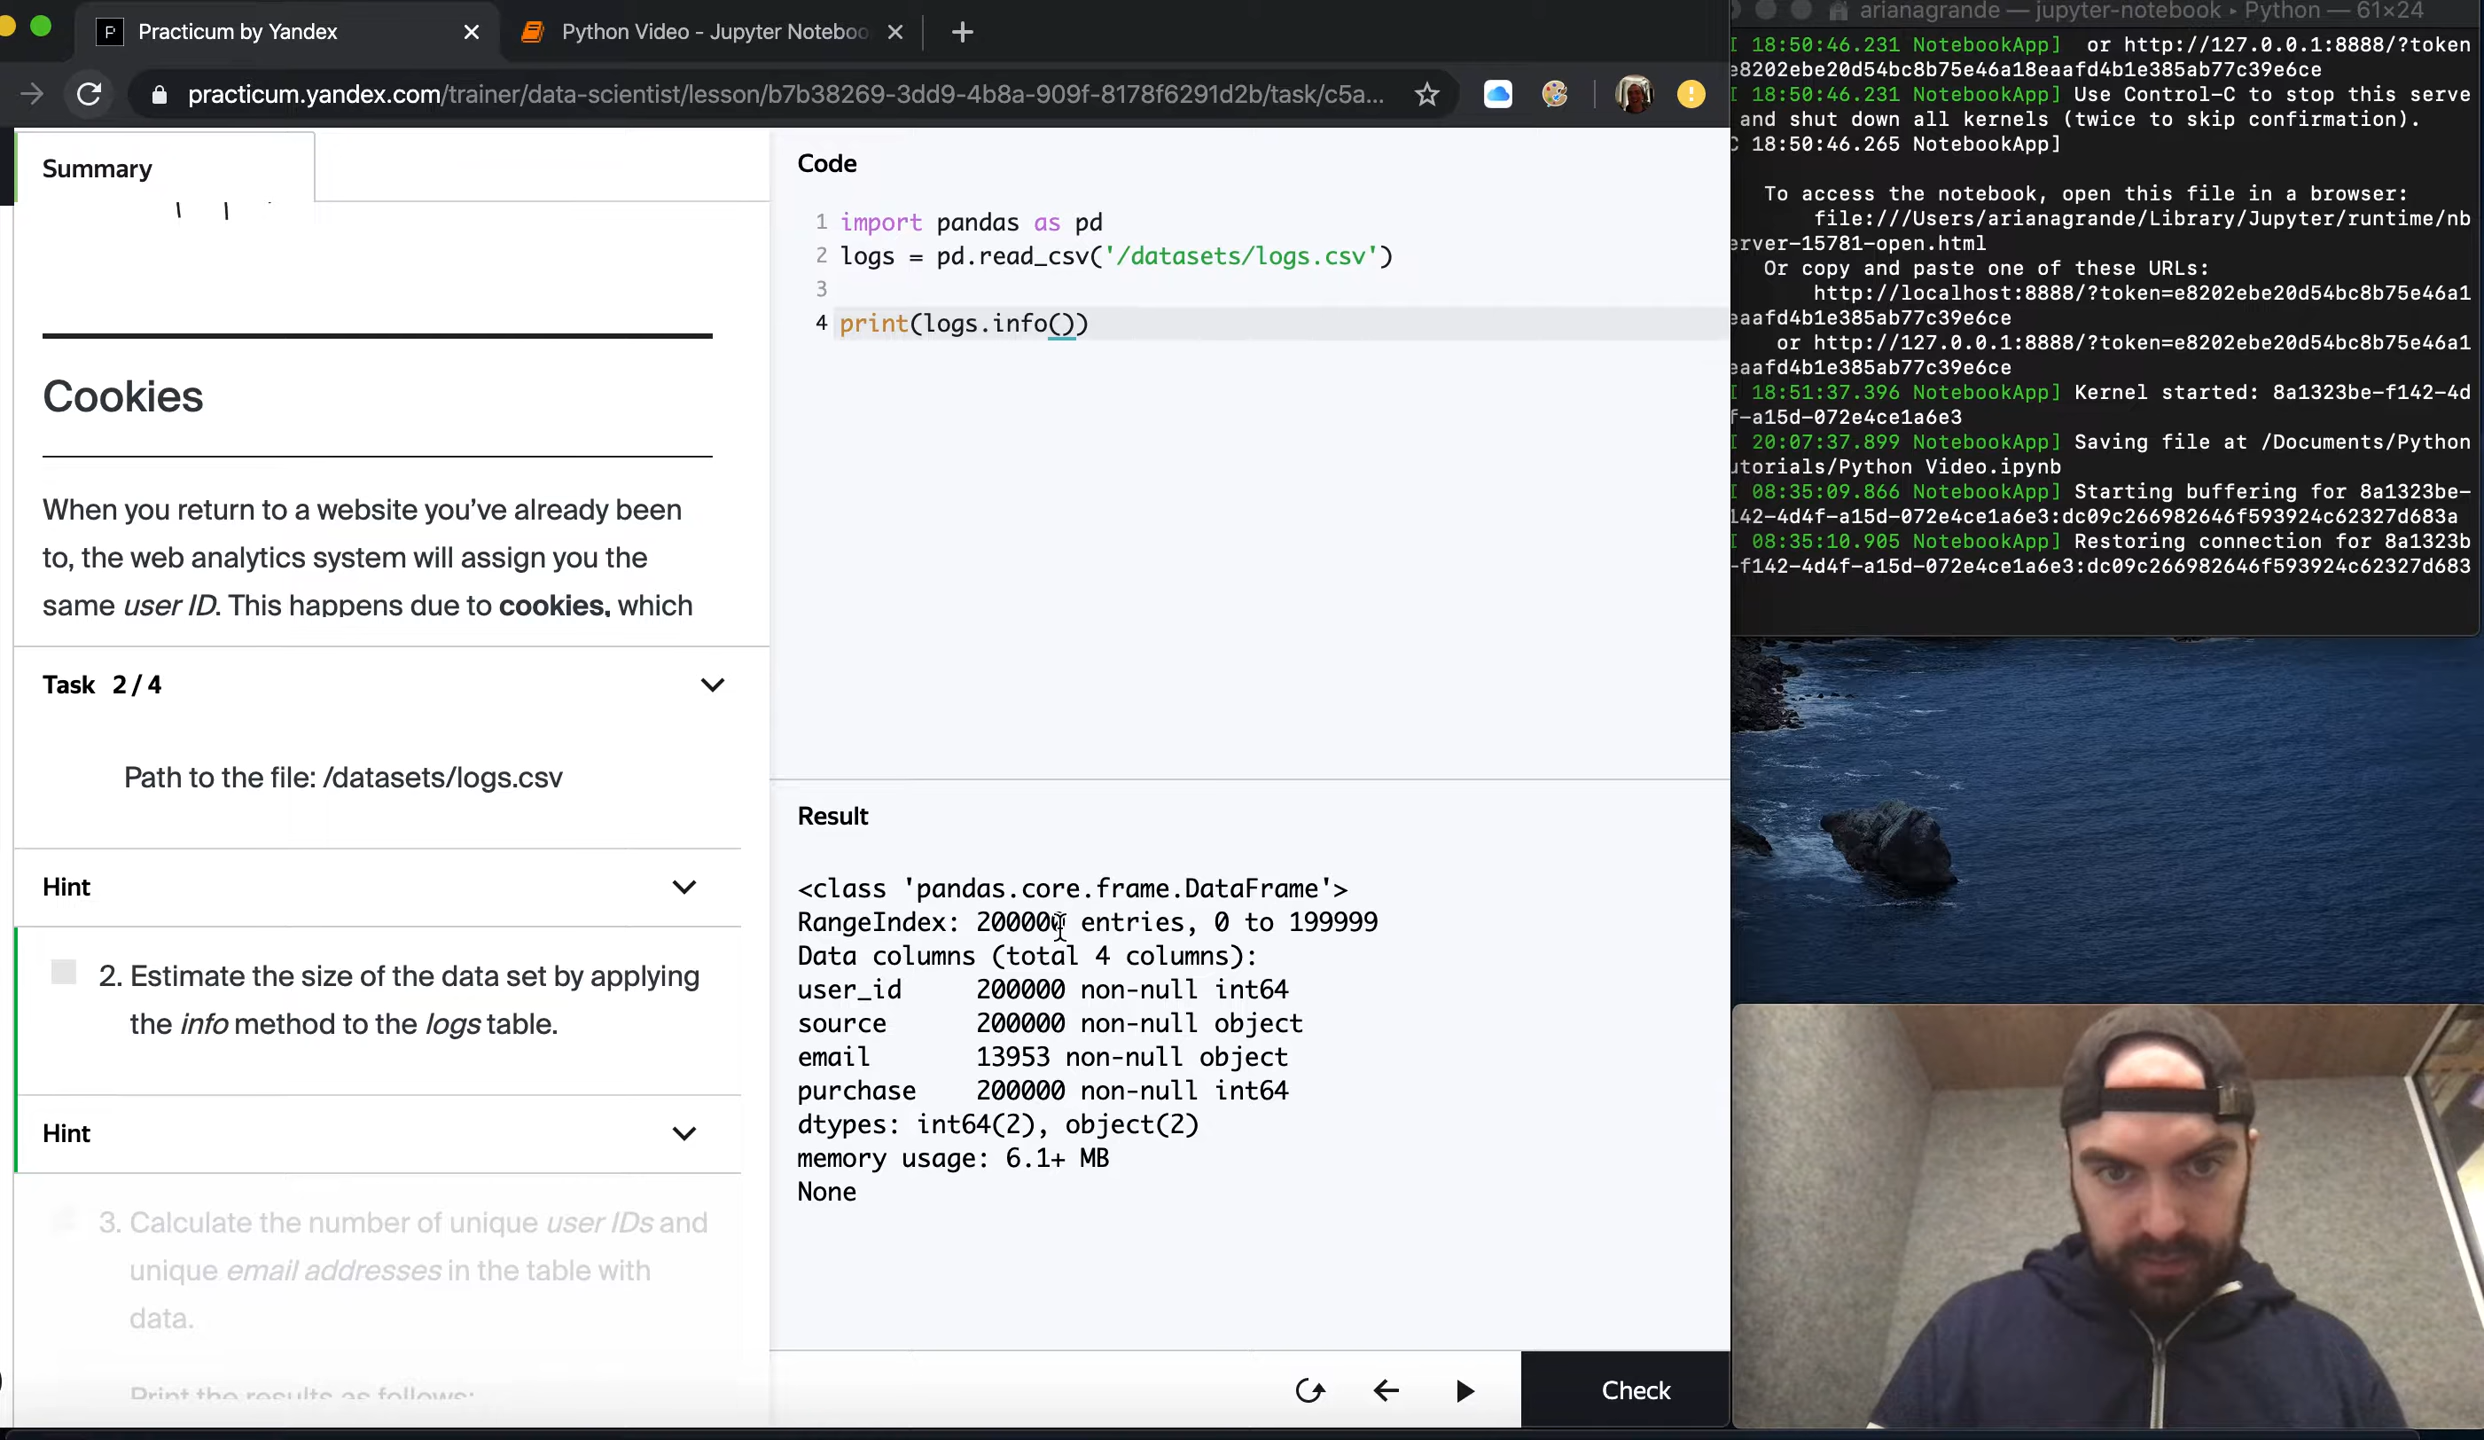 Practicum by Yandex
Python Video - Jupyter Noteboo
practicum.yandex.com/trainer/data-scientist/lesson/b7b38269-3dd9-4b8a-909f-8178f6291d2b/task/c5a...
Summary
Cookies
When you return to a website you’ve already been
to, the web analytics system will assign you the
same user ID. This happens due to cookies, which
Task 2 / 4
Path to the file: /datasets/logs.csv
Hint
2. Estimate the size of the data set by applying
the info method to the logs table.
Hint
3. Calculate the number of unique user IDs and
unique email addresses in the table with
data.
Print the results as follows:
Code
1 import pandas as pd
2 logs = pd.read_csv('/datasets/logs.csv')
3
4 print(logs.info())
Result
<class 'pandas.core.frame.DataFrame'>
RangeIndex: 200000 entries, 0 to 199999
Data columns (total 4 columns):
user_id 200000 non-null int64
source 200000 non-null object
email 13953 non-null object
purchase 200000 non-null int64
dtypes: int64(2), object(2)
memory usage: 6.1+ MB
None
Check
arianagrande — jupyter-notebook ▸ Python — 61×24
I 18:50:46.231 NotebookApp] or http://127.0.0.1:8888/?token
e8202ebe20d54bc8b75e46a18eaafd4b1e385ab77c39e6ce
I 18:50:46.231 NotebookApp] Use Control-C to stop this serve
and shut down all kernels (twice to skip confirmation).
C 18:50:46.265 NotebookApp]
To access the notebook, open this file in a browser:
file:///Users/arianagrande/Library/Jupyter/runtime/nb
erver-15781-open.html
Or copy and paste one of these URLs:
http://localhost:8888/?token=e8202ebe20d54bc8b75e46a1
eaafd4b1e385ab77c39e6ce
or http://127.0.0.1:8888/?token=e8202ebe20d54bc8b75e46a1
eaafd4b1e385ab77c39e6ce
I 18:51:37.396 NotebookApp] Kernel started: 8a1323be-f142-4d
f-a15d-072e4ce1a6e3
I 20:07:37.899 NotebookApp] Saving file at /Documents/Python
utorials/Python Video.ipynb
I 08:35:09.866 NotebookApp] Starting buffering for 8a1323be-
142-4d4f-a15d-072e4ce1a6e3:dc09c266982646f593924c62327d683a
I 08:35:10.905 NotebookApp] Restoring connection for 8a1323b
-f142-4d4f-a15d-072e4ce1a6e3:dc09c266982646f593924c62327d683